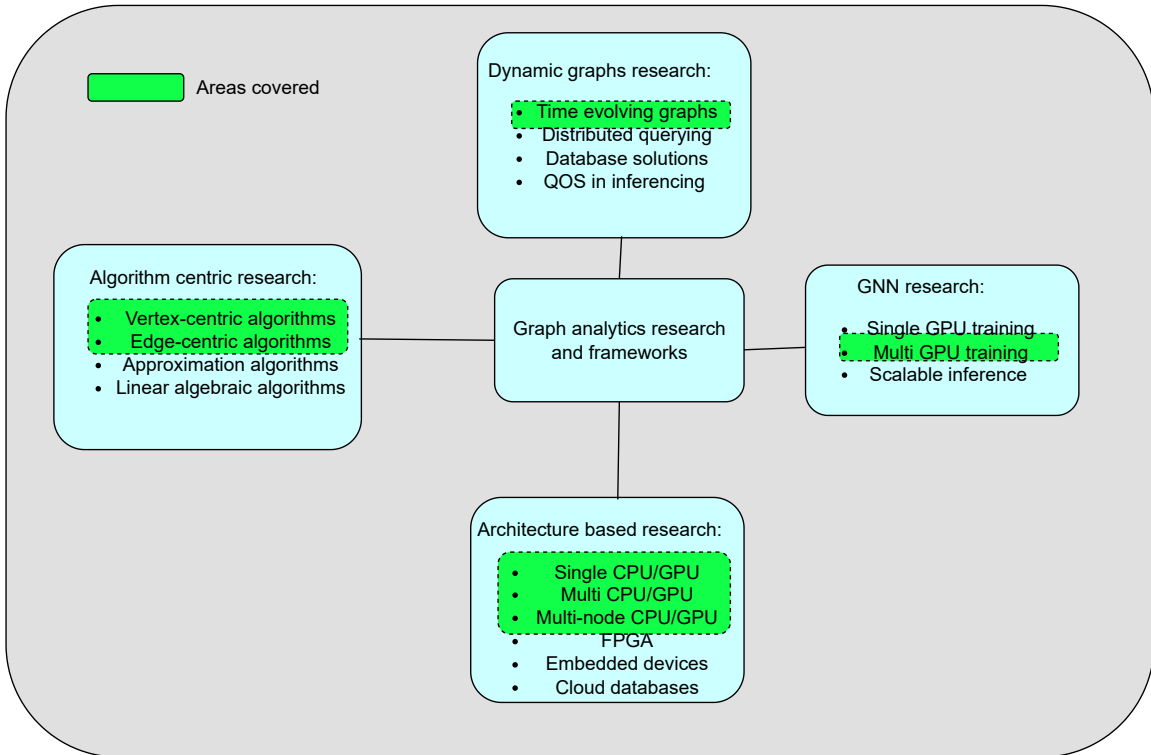 Areas covered
Dynamic graphs research:
• Time evolving graphs
• Distributed querying
• Database solutions
• QOS in inferencing
Algorithm centric research:
• Vertex-centric algorithms
• Edge-centric algorithms
• Approximation algorithms
• Linear algebraic algorithms
Graph analytics research
and frameworks
GNN research:
• Single GPU training
• Multi GPU training
• Scalable inference
Architecture based research:
• Single CPU/GPU
• Multi CPU/GPU
• Multi-node CPU/GPU
• FPGA
• Embedded devices
• Cloud databases